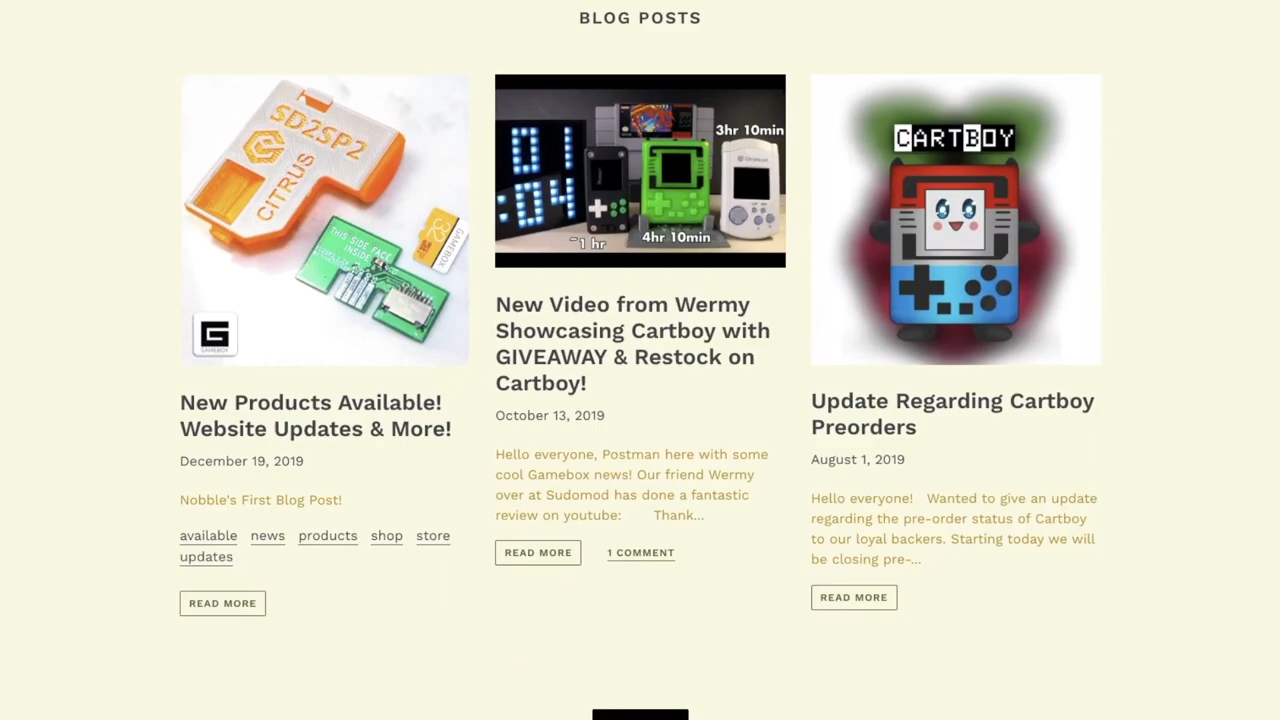 BLOG POSTS
SD2SP2
CITRUS
THIS SIDE FACE
INSIDE
32
GAMEBOX
G
GAMEBOX
New Products Available!
Website Updates & More!
December 19, 2019
Nobble's First Blog Post!
available news products shop store
updates
READ MORE
01
:04
3hr 10min
~1 hr
4hr 10min
New Video from Wermy
Showcasing Cartboy with
GIVEAWAY & Restock on
Cartboy!
October 13, 2019
Hello everyone, Postman here with some
cool Gamebox news! Our friend Wermy
over at Sudomod has done a fantastic
review on youtube: Thank...
READ MORE 1 COMMENT
CARTBOY
Update Regarding Cartboy
Preorders
August 1, 2019
Hello everyone! Wanted to give an update
regarding the pre-order status of Cartboy
to our loyal backers. Starting today we will
be closing pre-...
READ MORE